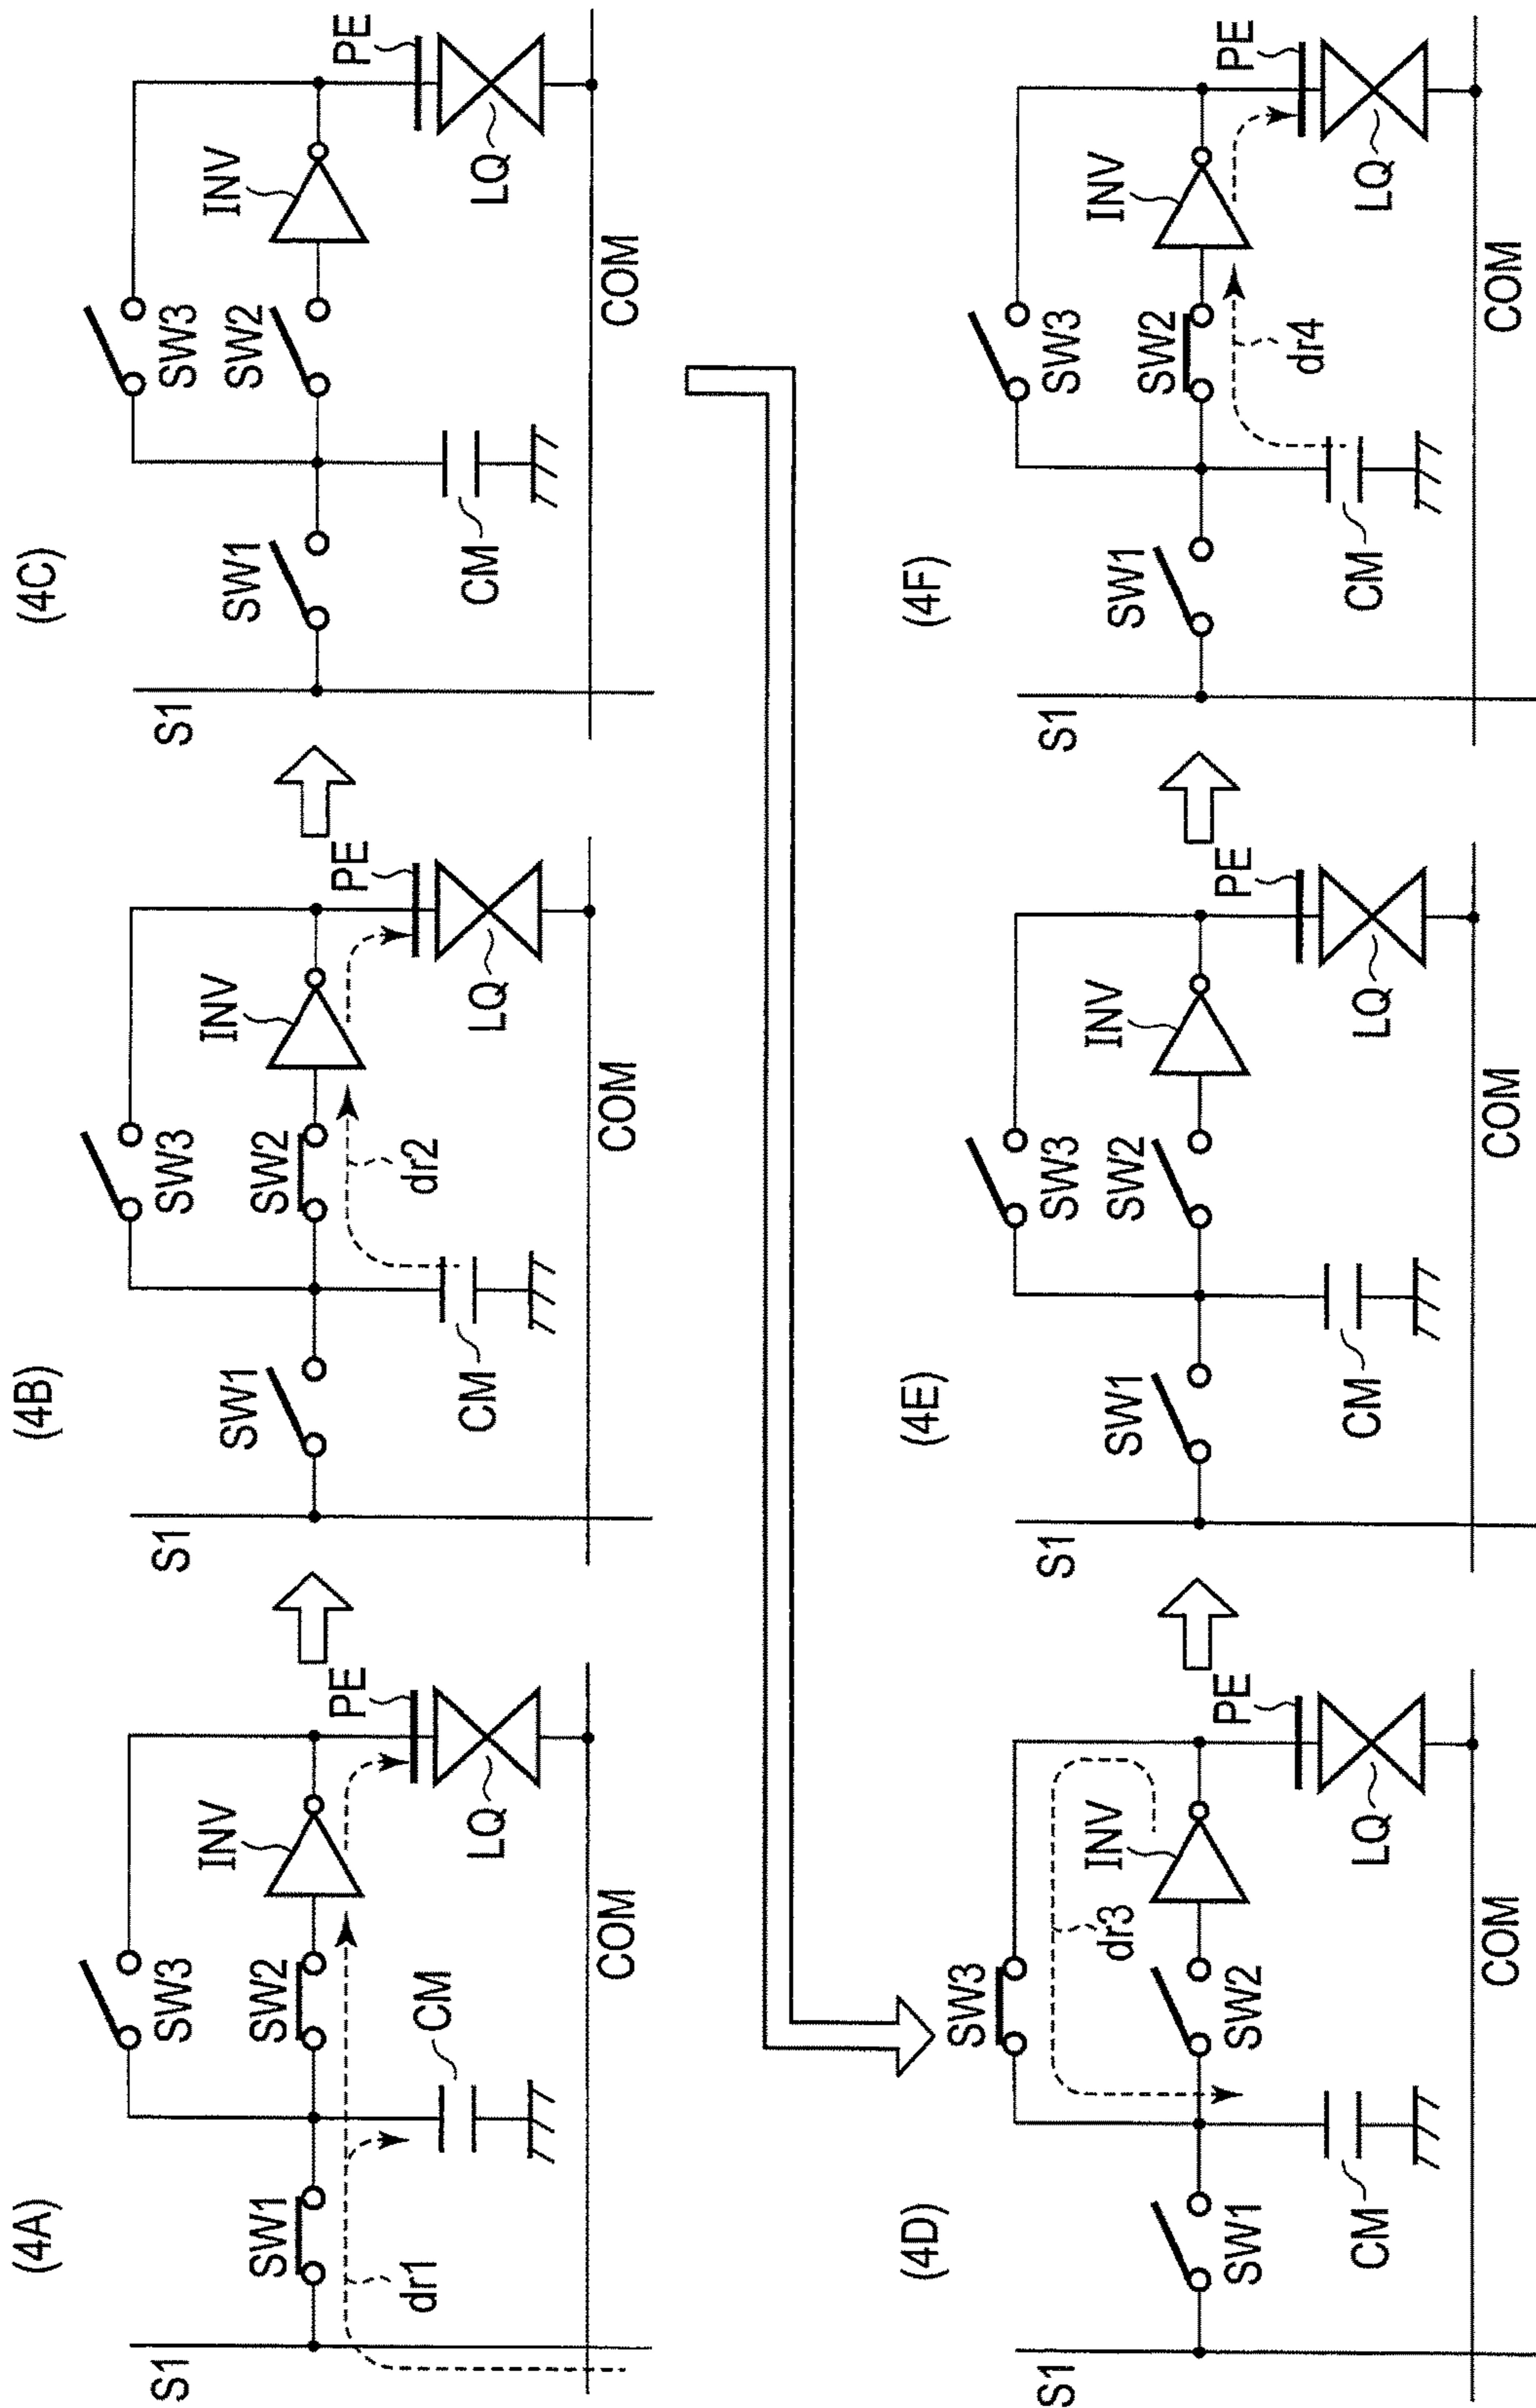 (4A)
S1
SW1
dr1
SW3
SW2
CM
INV
PE
LQ
COM
(4B)
S1
SW1
CM
SW3
SW2
dr2
INV
PE
LQ
COM
(4C)
S1
SW1
CM
SW3
SW2
INV
PE
LQ
COM
(4D)
S1
SW1
CM
SW3
SW2
dr3
INV
PE
LQ
COM
(4E)
S1
SW1
CM
SW3
SW2
INV
PE
LQ
COM
(4F)
S1
SW1
CM
SW3
SW2
dr4
INV
PE
LQ
COM